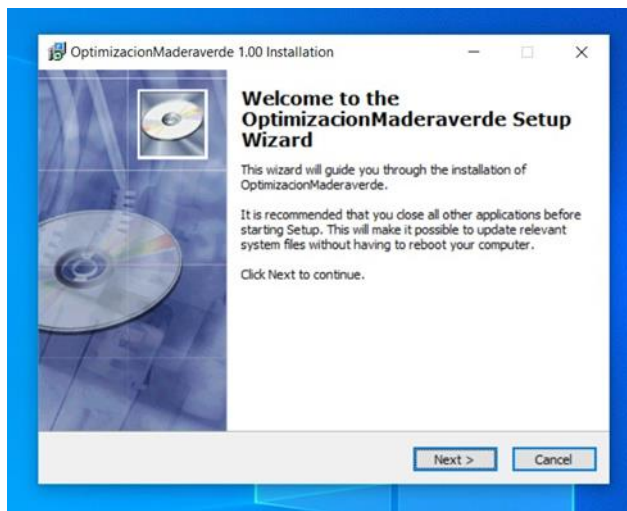 OptimizacionMaderaverde 1.00 Installation
Welcome to the
OptimizacionMaderaverde Setup
Wizard
This wizard will guide you through the installation of
OptimizacionMaderaverde.
It is recommended that you close all other applications before
starting Setup. This will make it possible to update relevant
system files without having to reboot your computer.
Click Next to continue.
Next >
Cancel